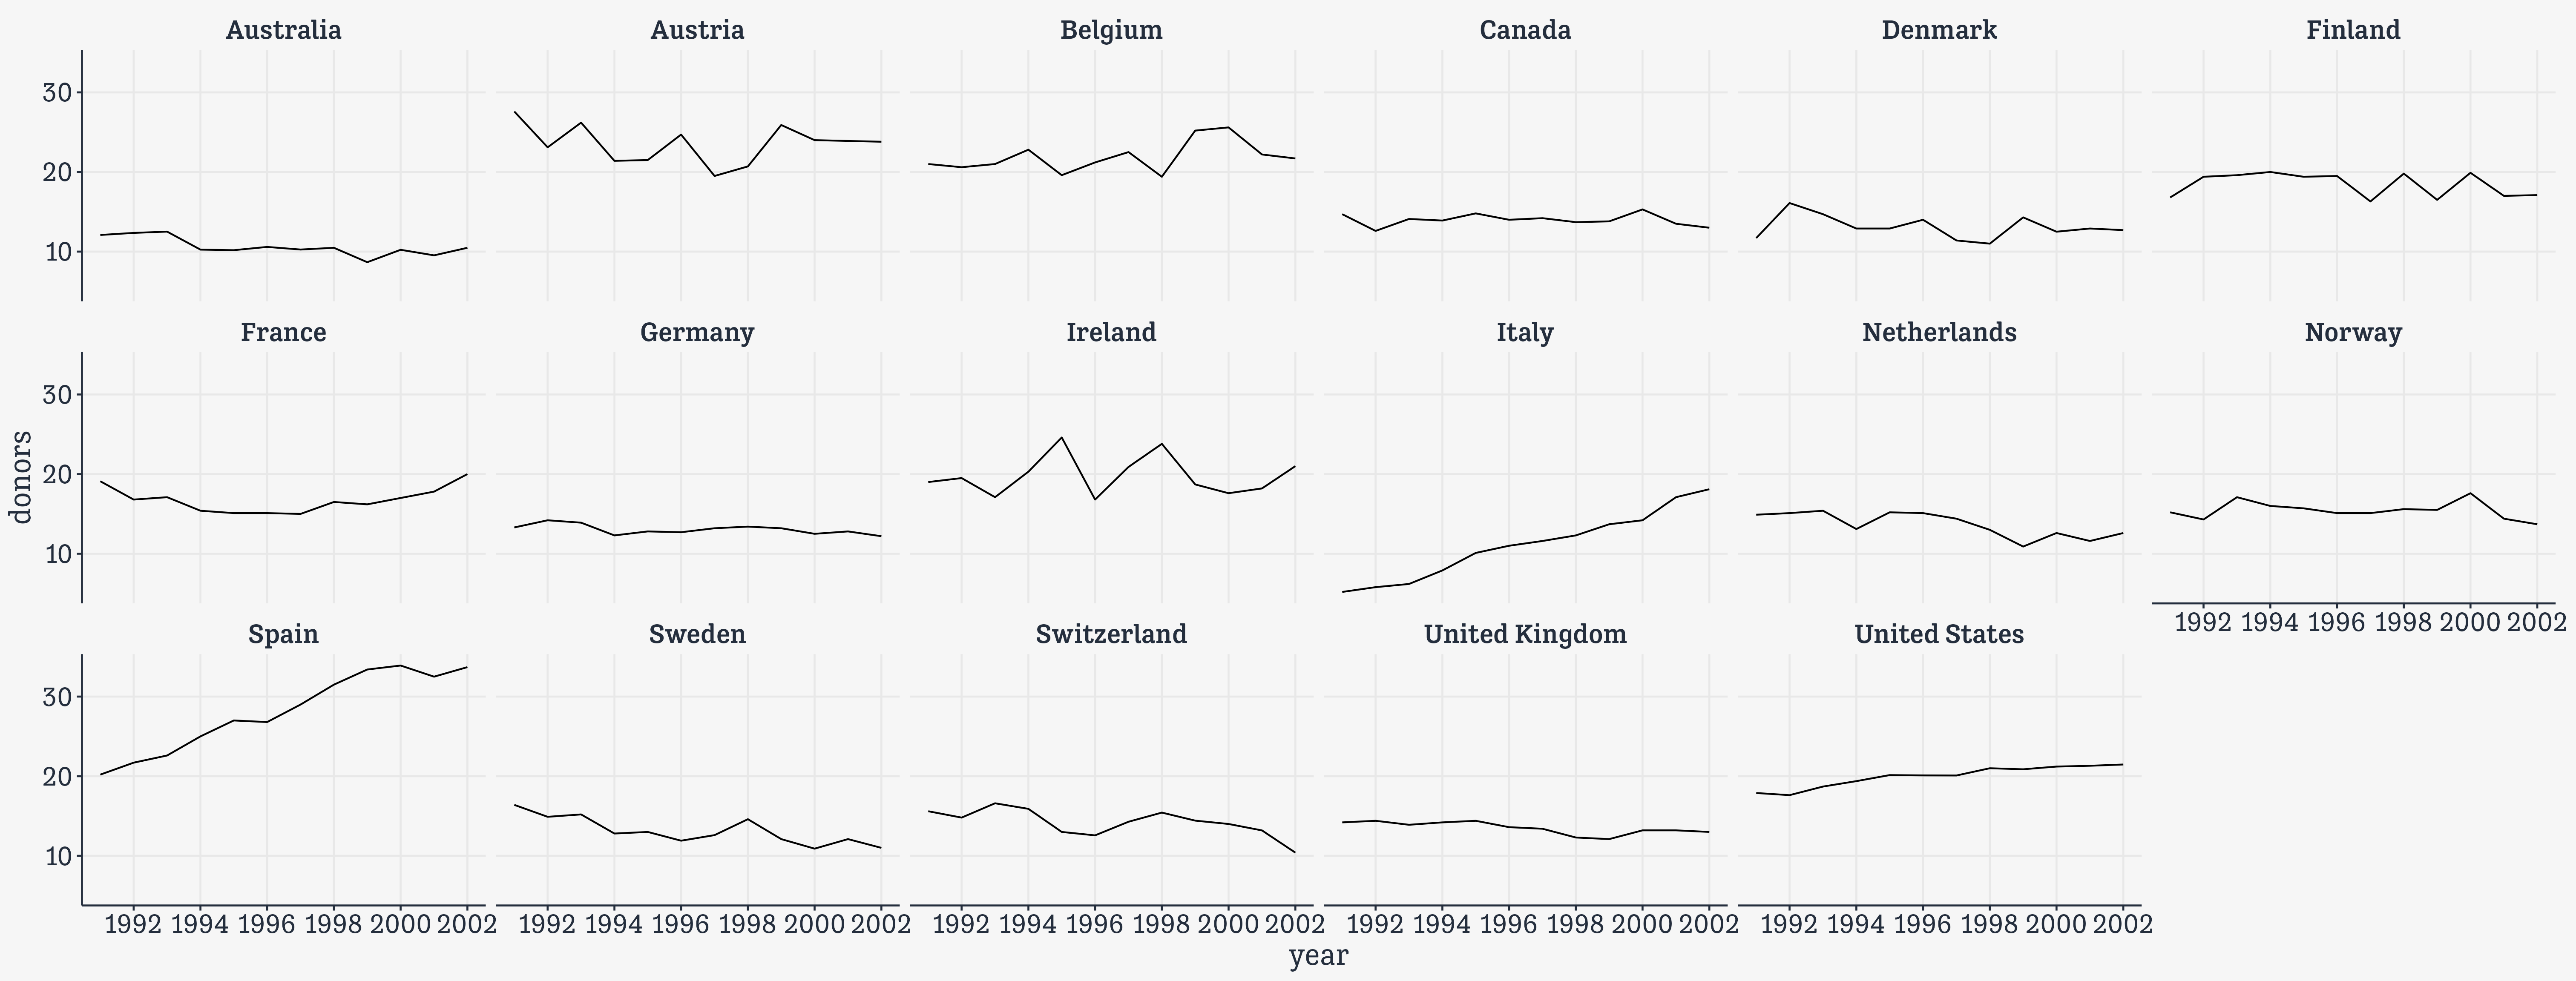 Australia Austria Belgium Canada Denmark Finland
30
20
10
France Germany Ireland Italy Netherlands Norway
30
20
10
donors
1992 1994 1996 1998 2000 2002
Spain Sweden Switzerland United Kingdom United States
30
20
10
1992 1994 1996 1998 2000 2002 1992 1994 1996 1998 2000 2002 1992 1994 1996 1998 2000 2002 1992 1994 1996 1998 2000 2002 1992 1994 1996 1998 2000 2002
year